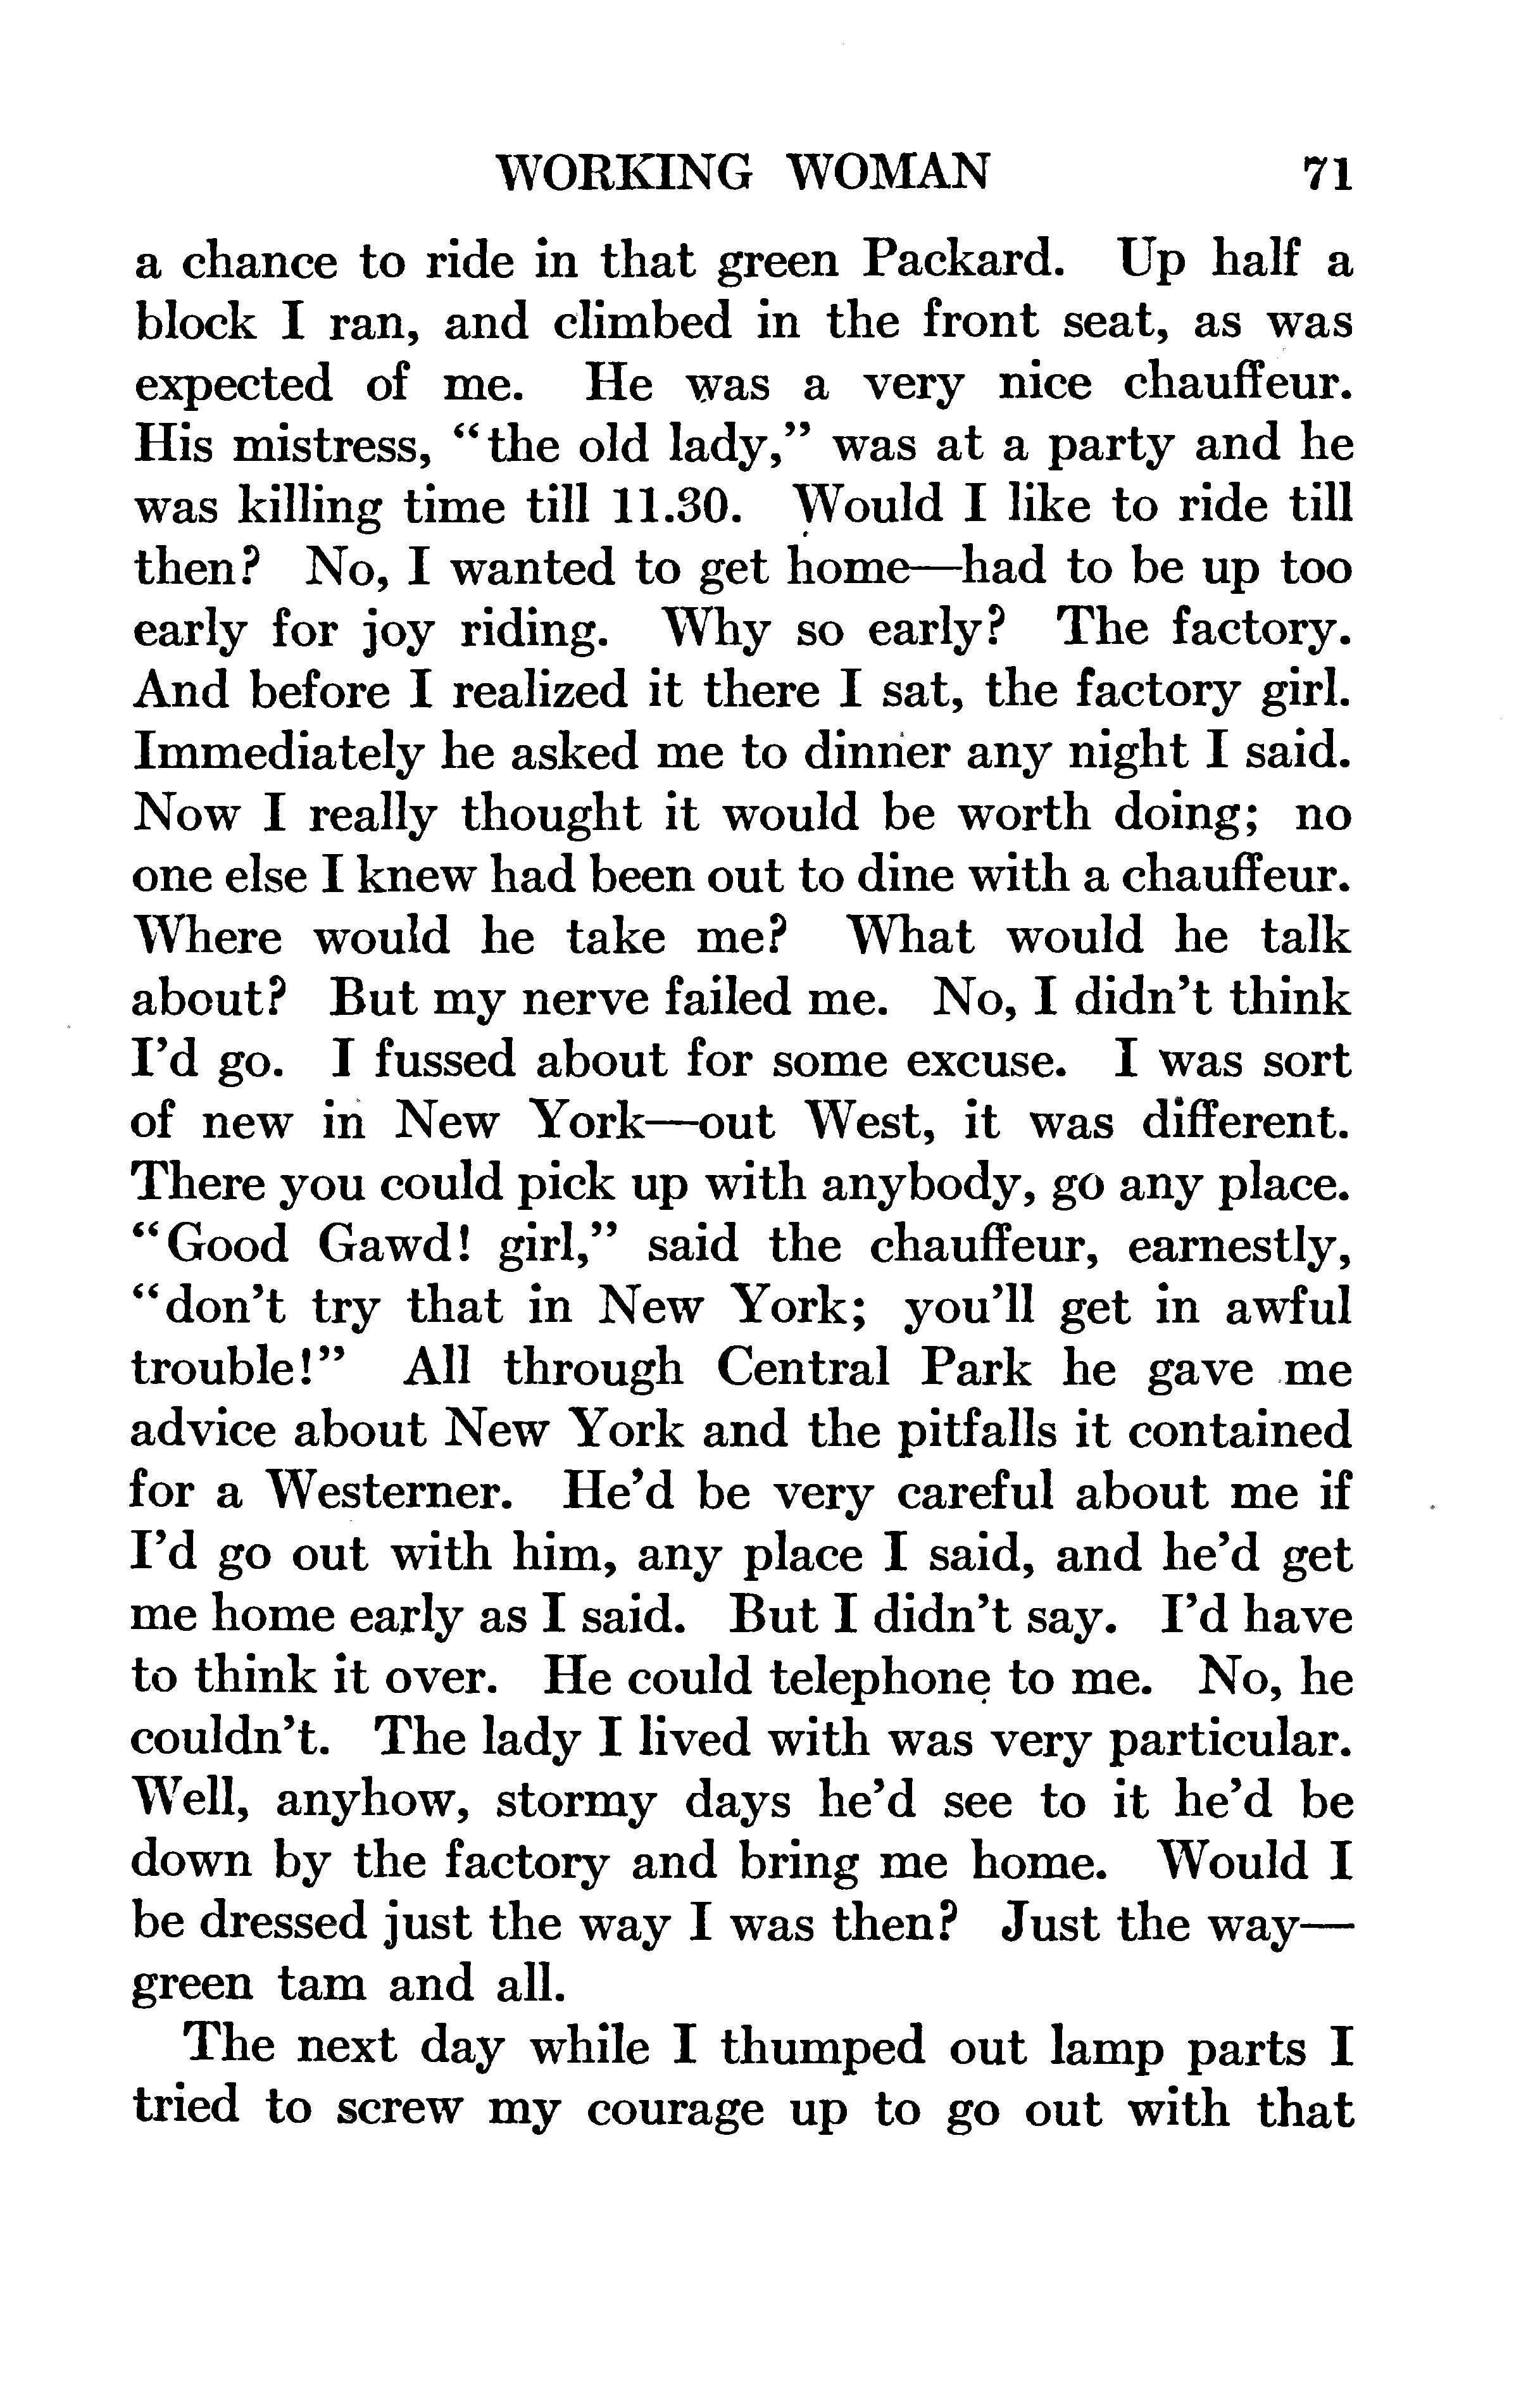 WORKING WOMAN 71
a chance to ride in that green Packard. Up half a
block I ran, and climbed in the front seat, as was
expected of me. He was a very nice chauffeur.
His mistress, "the old lady," was at a party and he
was killing time till 11.30. Would I like to ride till
then? No, I wanted to get home—had to be up too
early for joy riding. Why so early? The factory.
And before I realized it there I sat, the factory girl.
Immediately he asked me to dinner any night I said.
Now I really thought it would be worth doing; no
one else I knew had been out to dine with a chauffeur.
Where would he take me? What would he talk
about? But my nerve failed me. No, I didn't think
I'd go. I fussed about for some excuse. I was sort
of new in New York—out West, it was different.
There you could pick up with anybody, go any place.
"Good Gawd! girl," said the chauffeur, earnestly,
"don't try that in New York; you'll get in awful
trouble!" All through Central Park he gave me
advice about New York and the pitfalls it contained
for a Westerner. He'd be very careful about me if
I'd go out with him, any place I said, and he'd get
me home early as I said. But I didn't say. I'd have
to think it over. He could telephone to me. No, he
couldn't. The lady I lived with was very particular.
Well, anyhow, stormy days he'd see to it he'd be
down by the factory and bring me home. Would I
be dressed just the way I was then? Just the way—
green tam and all.
The next day while I thumped out lamp parts I
tried to screw my courage up to go out with that